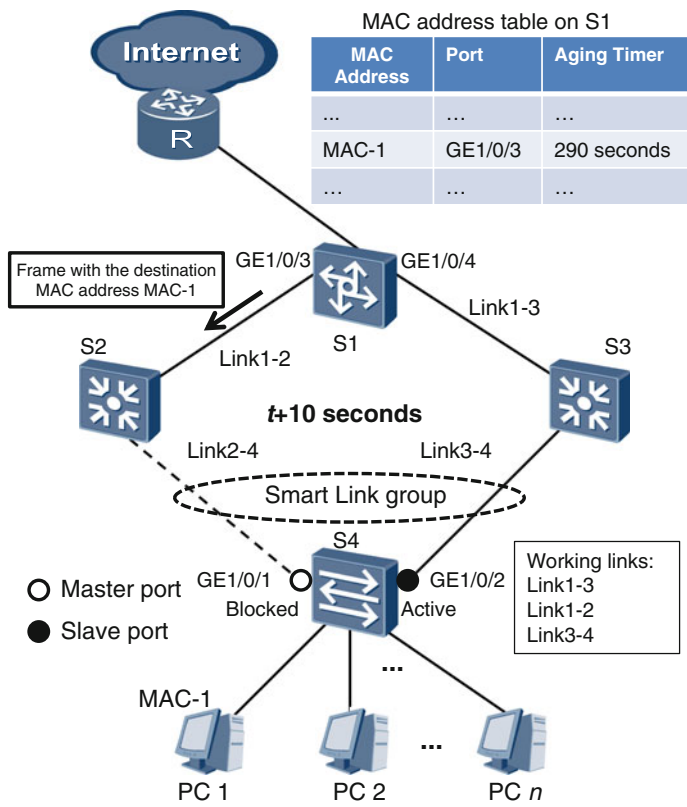 MAC address table on S1
Internet
MAC Address
Port
Aging Timer
... … …
MAC-1 GE1/0/3 290 seconds
… … …
R
Frame with the destination
MAC address MAC-1
GE1/0/3
GE1/0/4
Link1-3
S1
S2
S3
Link1-2
t+10 seconds
Link2-4
Link3-4
Smart Link group
S4
GE1/0/1
GE1/0/2
Blocked
Active
Master port
Slave port
Working links:
Link1-3
Link1-2
Link3-4
...
MAC-1
...
PC 1
PC 2
PC n